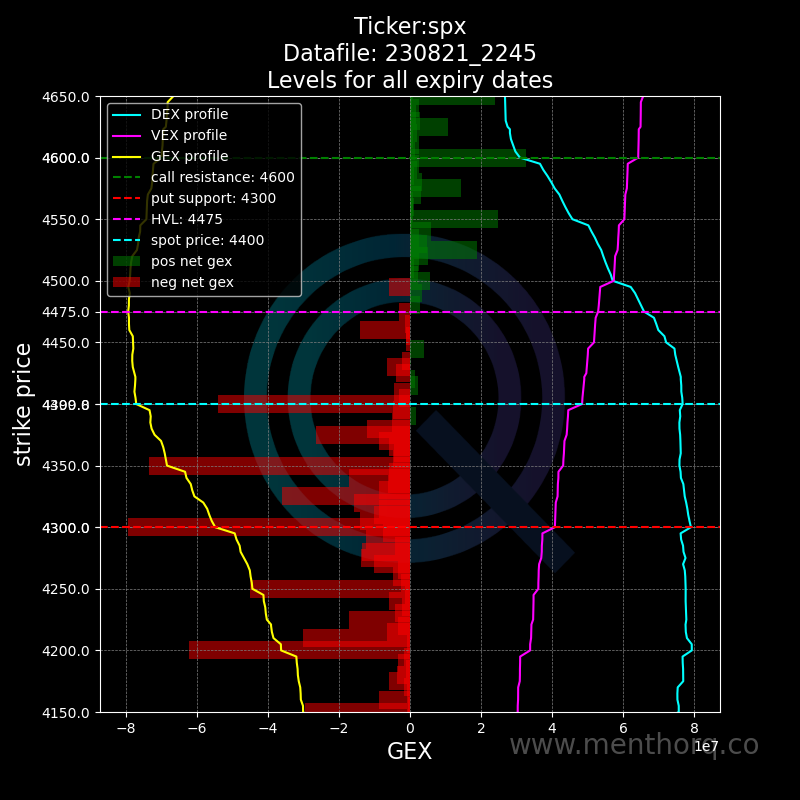 Ticker:spx
Datafile: 230821_2245
Levels for all expiry dates
DEX profile
VEX profile
GEX profile
call resistance: 4600
put support: 4300
HVL: 4475
spot price: 4400
pos net gex
neg net gex
4650.0
4600.0
4550.0
4500.0
4475.0
4450.0
4350.0
4300.0
4250.0
4200.0
4150.0
strike price
−8 −6 −4 −2 0 2 4 6 8
1e7
GEX
www.menthorq.co